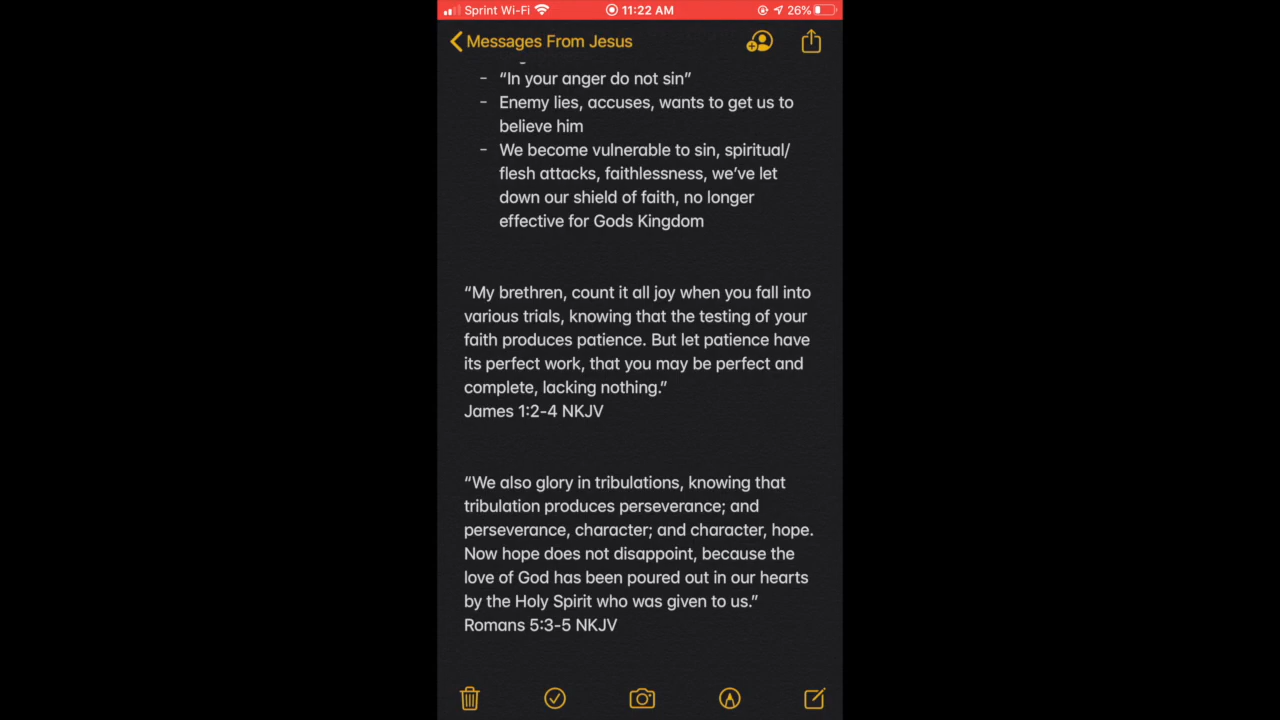 Sprint Wi-Fi 11:22 AM 26%
Messages From Jesus
- “In your anger do not sin”
- Enemy lies, accuses, wants to get us to
believe him
- We become vulnerable to sin, spiritual/
flesh attacks, faithlessness, we’ve let
down our shield of faith, no longer
effective for Gods Kingdom
“My brethren, count it all joy when you fall into
various trials, knowing that the testing of your
faith produces patience. But let patience have
its perfect work, that you may be perfect and
complete, lacking nothing.”
James 1:2-4 NKJV
“We also glory in tribulations, knowing that
tribulation produces perseverance; and
perseverance, character; and character, hope.
Now hope does not disappoint, because the
love of God has been poured out in our hearts
by the Holy Spirit who was given to us.”
Romans 5:3-5 NKJV